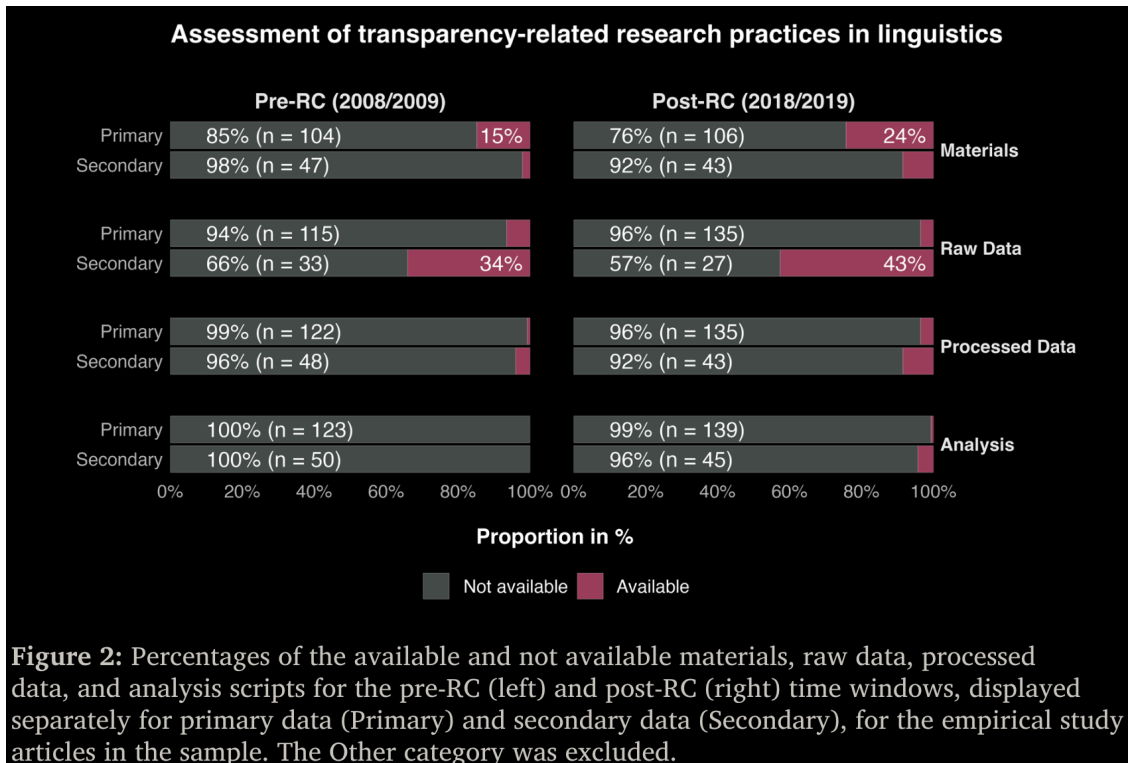 Assessment of transparency-related research practices in linguistics
Pre-RC (2008/2009) Post-RC (2018/2019)
Primary 85% (n = 104) 15% 76% (n = 106) 24%
Materials
Secondary 98% (n = 47) 92% (n = 43)
Primary 94% (n = 115) 96% (n = 135)
Raw Data
Secondary 66% (n = 33) 34% 57% (n = 27) 43%
Primary 99% (n = 122) 96% (n = 135)
Processed Data
Secondary 96% (n = 48) 92% (n = 43)
Primary 100% (n = 123) 99% (n = 139)
Analysis
Secondary 100% (n = 50) 96% (n = 45)
0% 20% 40% 60% 80% 100% 0% 20% 40% 60% 80% 100%
Proportion in %
Not available Available
Figure 2: Percentages of the available and not available materials, raw data, processed
data, and analysis scripts for the pre-RC (left) and post-RC (right) time windows, displayed
separately for primary data (Primary) and secondary data (Secondary), for the empirical study
articles in the sample. The Other category was excluded.